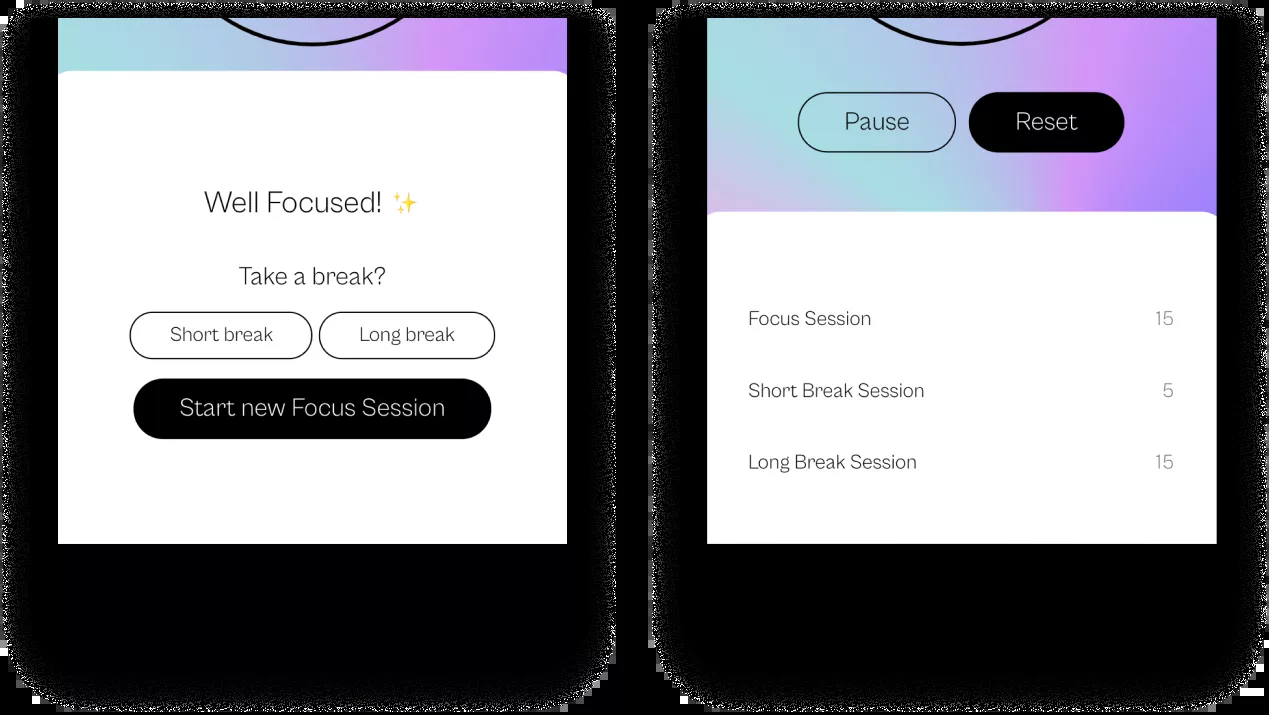 Well Focused! ✨
Take a break?
Short break
Long break
Start new Focus Session
Pause
Reset
Focus Session 15
Short Break Session 5
Long Break Session 15